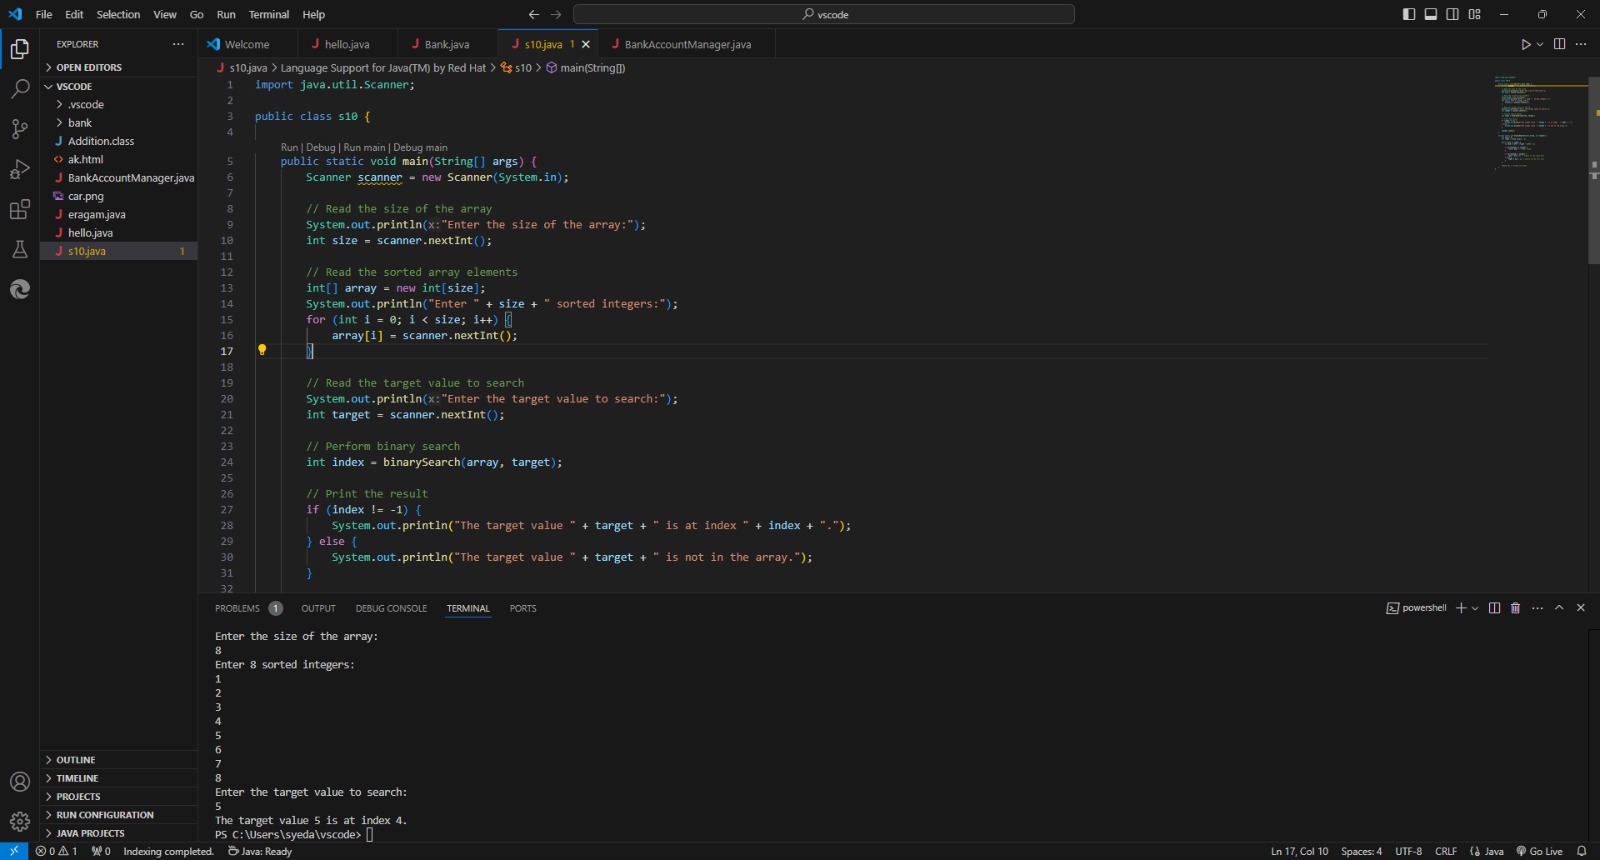 File Edit Selection View Go Run Terminal Help
vscode
EXPLORER
Welcome hello.java Bank.java s10.java 1 BankAccountManager.java
OPEN EDITORS
VSCODE
.vscode
bank
Addition.class
ak.html
BankAccountManager.java
car.png
eragam.java
hello.java
s10.java 1
OUTLINE
TIMELINE
PROJECTS
RUN CONFIGURATION
JAVA PROJECTS
s10.java > Language Support for Java(TM) by Red Hat > s10 > main(String[])
1 import java.util.Scanner;
2
3 public class s10 {
4
Run | Debug | Run main | Debug main
5 public static void main(String[] args) {
6 Scanner scanner = new Scanner(System.in);
7
8 // Read the size of the array
9 System.out.println(x:"Enter the size of the array:");
10 int size = scanner.nextInt();
11
12 // Read the sorted array elements
13 int[] array = new int[size];
14 System.out.println("Enter " + size + " sorted integers:");
15 for (int i = 0; i < size; i++) {
16 array[i] = scanner.nextInt();
17 }
18
19 // Read the target value to search
20 System.out.println(x:"Enter the target value to search:");
21 int target = scanner.nextInt();
22
23 // Perform binary search
24 int index = binarySearch(array, target);
25
26 // Print the result
27 if (index != -1) {
28 System.out.println("The target value " + target + " is at index " + index + ".");
29 } else {
30 System.out.println("The target value " + target + " is not in the array.");
31 }
32
PROBLEMS 1 OUTPUT DEBUG CONSOLE TERMINAL PORTS
powershell
Enter the size of the array:
8
Enter 8 sorted integers:
1
2
3
4
5
6
7
8
Enter the target value to search:
5
The target value 5 is at index 4.
PS C:\Users\syeda\vscode>
0 1 0 Indexing completed. Java: Ready
Ln 17, Col 10 Spaces: 4 UTF-8 CRLF {} Java Go Live